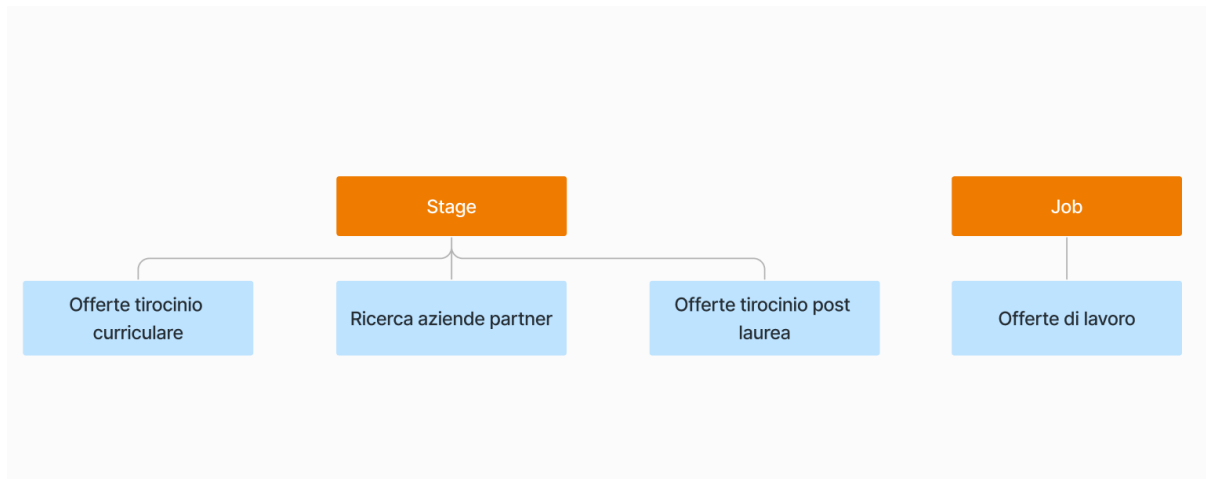 Stage
Job
Offerte tirocinio
curriculare
Ricerca aziende partner
Offerte tirocinio post
laurea
Offerte di lavoro